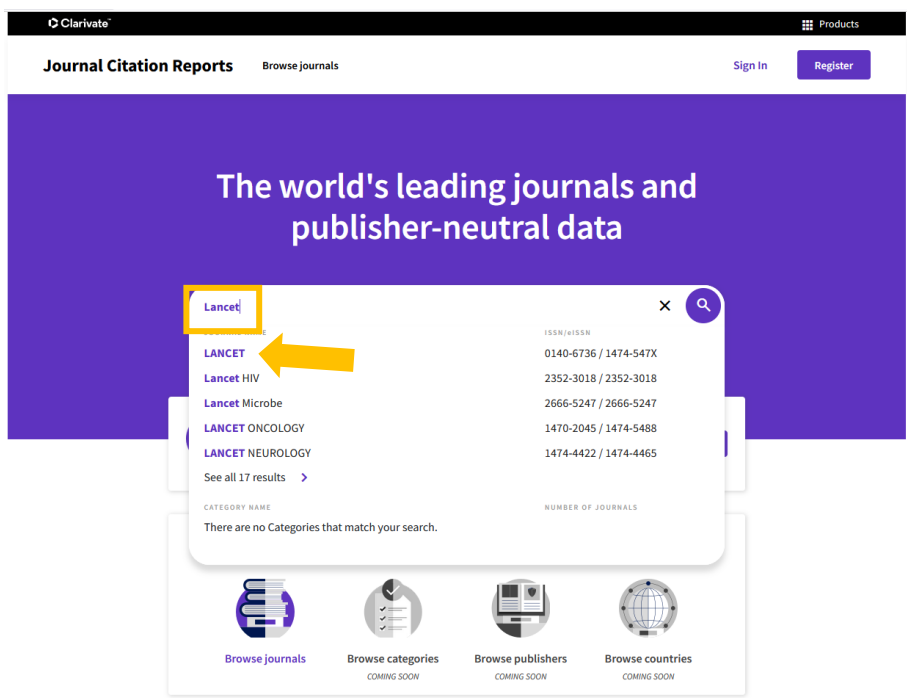 Clarivate™
Products
Journal Citation Reports
Browse journals
Sign In
Register
The world's leading journals and
publisher-neutral data
Lancet
ISSN/eISSN
LANCET 0140-6736 / 1474-547X
Lancet HIV 2352-3018 / 2352-3018
Lancet Microbe 2666-5247 / 2666-5247
LANCET ONCOLOGY 1470-2045 / 1474-5488
LANCET NEUROLOGY 1474-4422 / 1474-4465
See all 17 results
CATEGORY NAME NUMBER OF JOURNALS
There are no Categories that match your search.
Browse journals
Browse categories
COMING SOON
Browse publishers
COMING SOON
Browse countries
COMING SOON